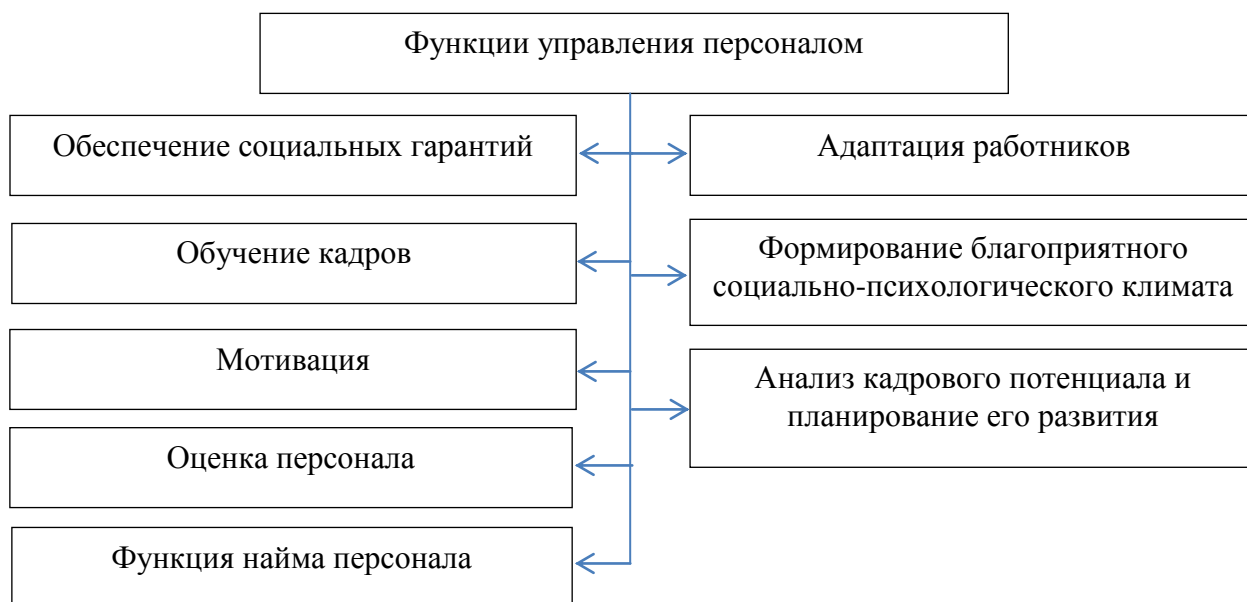 Функции управления персоналом
Обеспечение социальных гарантий
Адаптация работников
Обучение кадров
Формирование благоприятного
социально-психологического климата
Мотивация
Анализ кадрового потенциала и
планирование его развития
Оценка персонала
Функция найма персонала